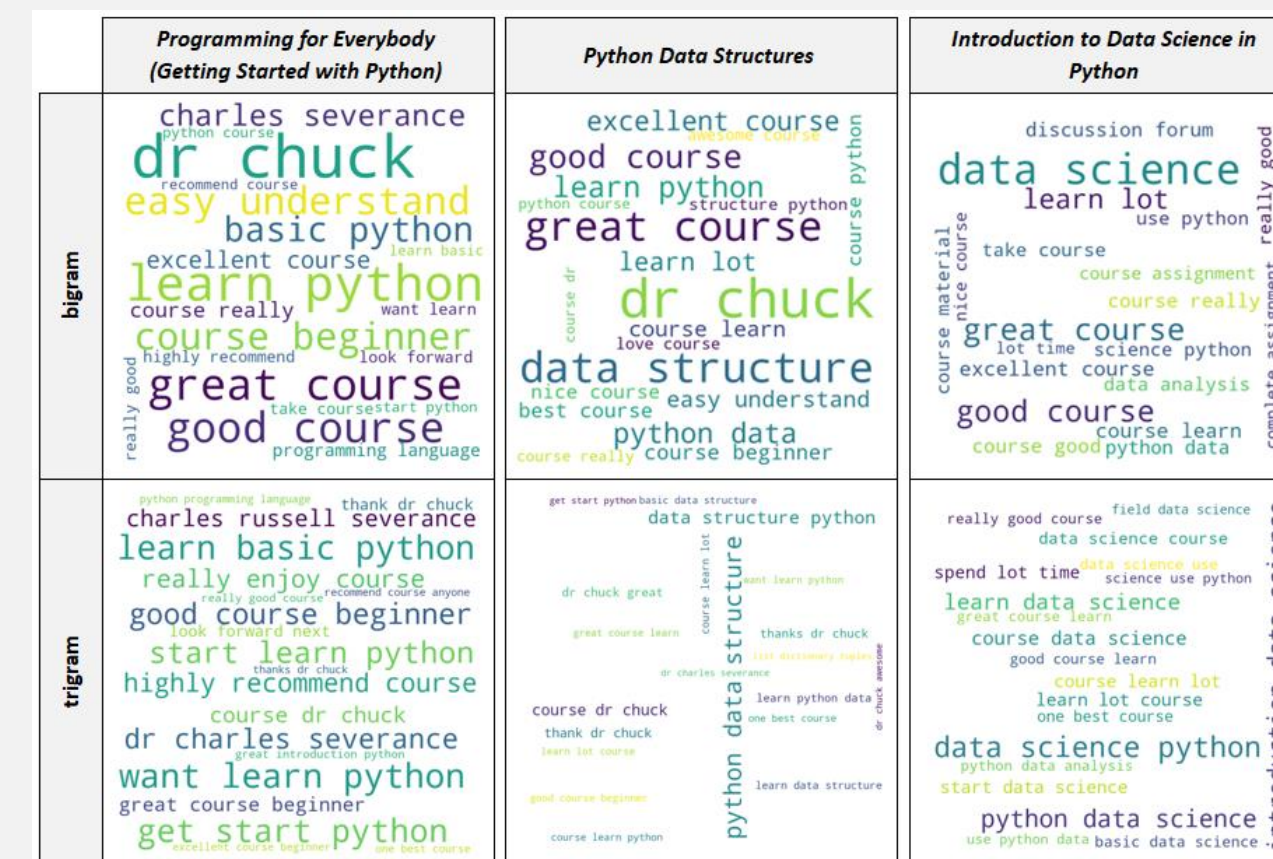 Programming for Everybody
(Getting Started with Python)
Python Data Structures
Introduction to Data Science in
Python
bigram
charles severance
python course
dr chuck
recommend course
easy understand
basic python
learn basic
excellent course
learn python
course really
want learn
course beginner
highly recommend
look forward
really good
great course
take course
start python
good course
programming language
excellent course
awesome course
course python
good course
learn python
python course
structure python
great course
learn lot
course dr
dr chuck
course learn
love course
data structure
nice course
easy understand
best course
python data
course really
course beginner
discussion forum
really good
data science
learn lot
use python
nice course
take course
course material
course assignment
course really
great course
lot time
science python
excellent course
data analysis
complete assignment
good course
course learn
course good
python data
trigram
python programming language
thank dr chuck
charles russell severance
learn basic python
really enjoy course
really good course
recommend course anyone
good course beginner
look forward next
start learn python
thanks dr chuck
highly recommend course
course dr chuck
dr charles severance
great introduction python
want learn python
great course beginner
get start python
excellent course beginner
one best course
get start python
basic data structure
data structure python
course learn lot
python data structure
want learn python
dr chuck great
great course learn
thanks dr chuck
list dictionary tuples
dr charles severance
dr chuck awesome
learn python data
course dr chuck
one best course
thank dr chuck
learn lot course
learn data structure
good course beginner
course learn python
really good course
field data science
data science course
spend lot time
data science use
science use python
learn data science
great course learn
course data science
good course learn
course learn lot
learn lot course
one best course
data science python
python data analysis
start data science
python data science
use python data
basic data science